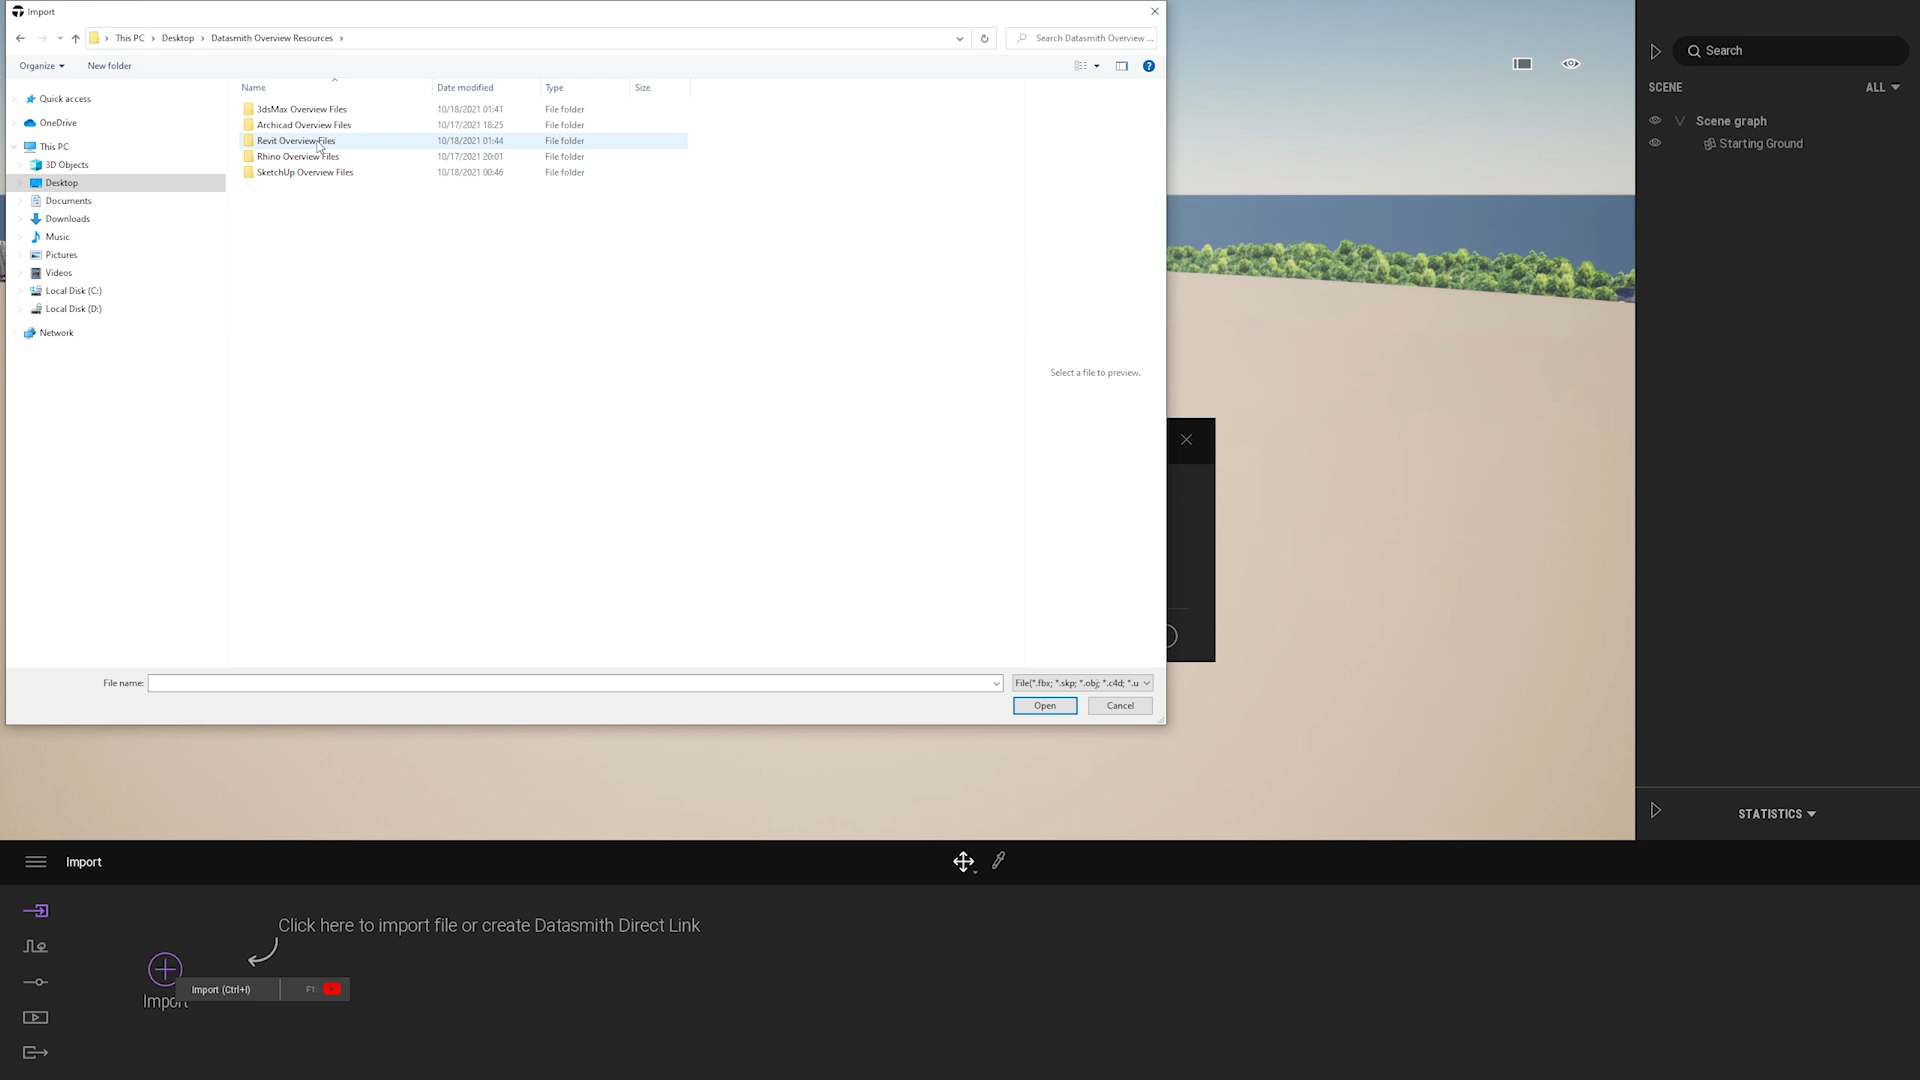 Import
This PC
Desktop
Datasmith Overview Resources
Search Datasmith Overview ...
Organize
New folder
?
Name
Date modified
Type
Size
Quick access
OneDrive
This PC
3D Objects
Desktop
Documents
Downloads
Music
Pictures
Videos
Local Disk (C:)
Local Disk (D:)
Network
3dsMax Overview Files 10/18/2021 01:41 File folder
Archicad Overview Files 10/17/2021 18:25 File folder
Revit Overview Files 10/18/2021 01:44 File folder
Rhino Overview Files 10/17/2021 20:01 File folder
SketchUp Overview Files 10/18/2021 00:46 File folder
Select a file to preview.
File name:
File(*.fbx; *.skp; *.obj; *.c4d; *.u
Open
Cancel
Search
SCENE
ALL
Scene graph
Starting Ground
STATISTICS
Import
Click here to import file or create Datasmith Direct Link
Import (Ctrl+I)
F1:
Import